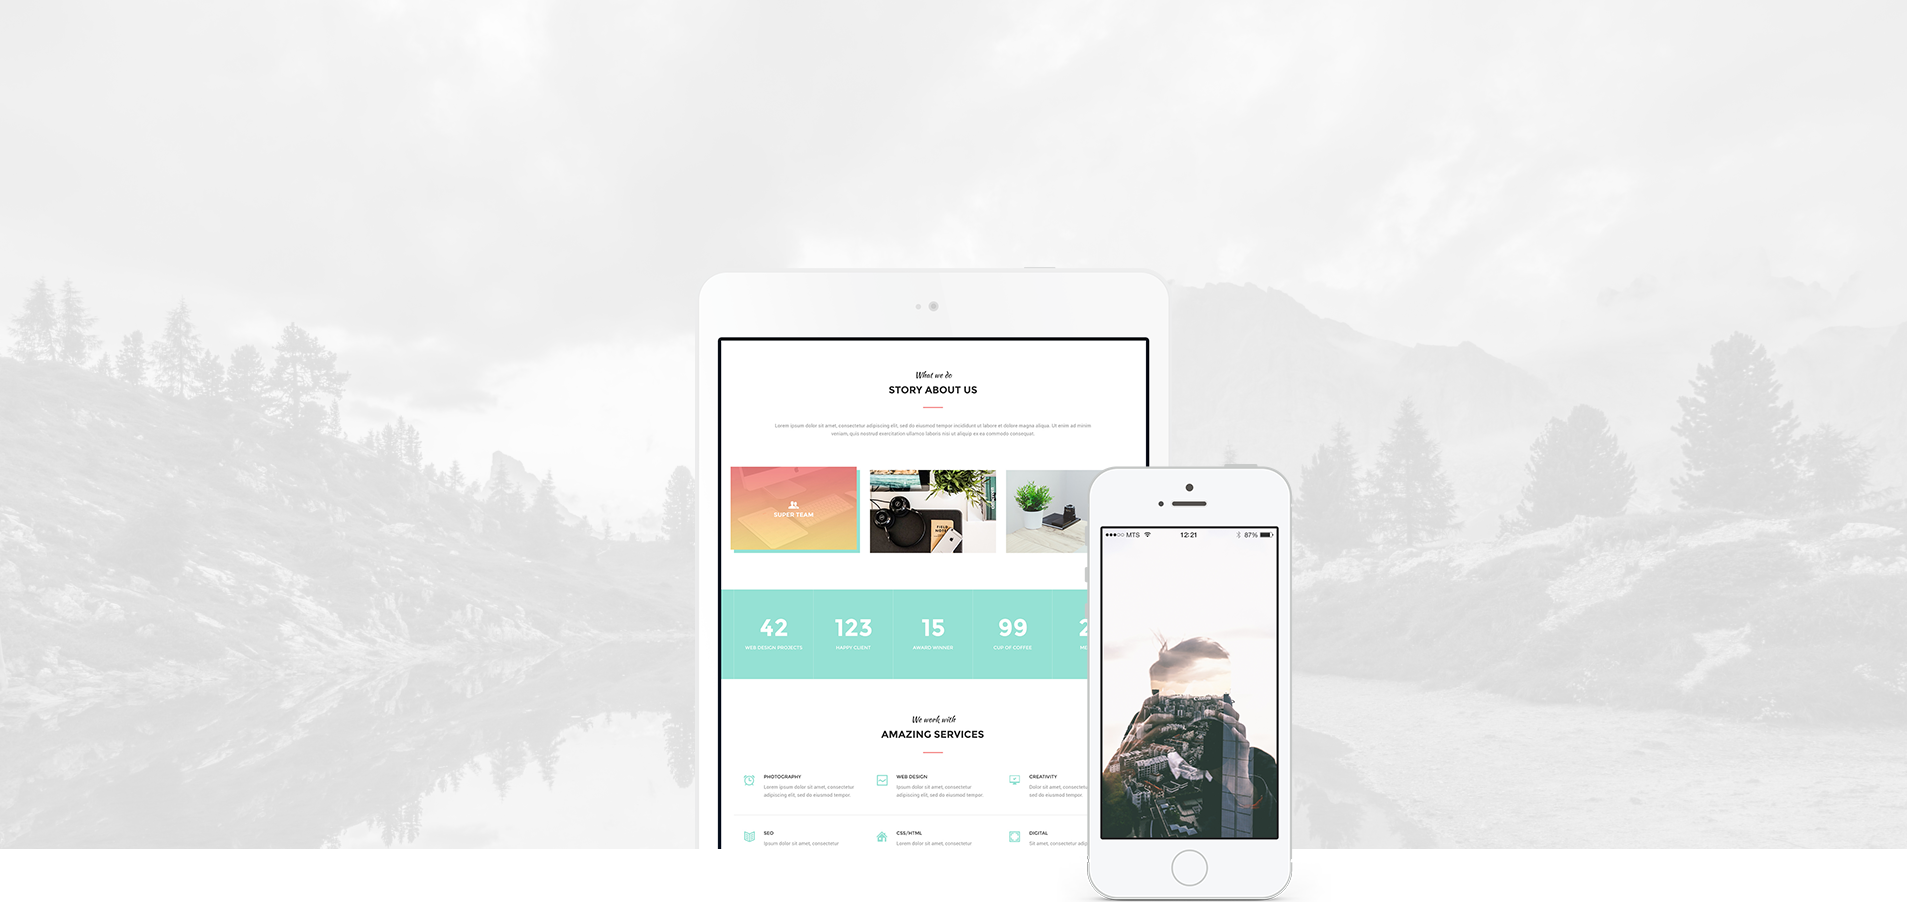 What we do
STORY ABOUT US
Lorem ipsum dolor sit amet, consectetur adipiscing elit, sed do eiusmod tempor incididunt ut labore et dolore magna aliqua. Ut enim ad minim
veniam, quis nostrud exercitation ullamco laboris nisi ut aliquip ex ea commodo consequat.
SUPER TEAM
FIELD
NOTES
42
WEB DESIGN PROJECTS
123
HAPPY CLIENT
15
AWARD WINNER
99
CUP OF COFFEE
2
ME
We work with
AMAZING SERVICES
PHOTOGRAPHY
Lorem ipsum dolor sit amet, consectetur
adipiscing elit, sed do eiusmod tempor.
WEB DESIGN
Ipsum dolor sit amet, consectetur
adipiscing elit, sed do eiusmod tempor.
CREATIVITY
Dolor sit amet, consectetu
sed do eiusmod tempor.
SEO
Ipsum dolor sit amet, consectetur
CSS/HTML
Lorem dolor sit amet, consectetur
DIGITAL
Sit amet, consectetur adip
MTS 12:21 87%